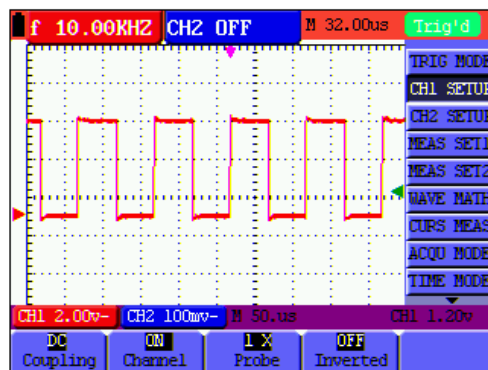 f 10.00KHZ CH2 OFF M 32.00us Trig'd
TRIG MODE
CH1 SETUP
CH2 SETUP
MEAS SET1
MEAS SET2
WAVE MATH
CURS MEAS
ACQU MODE
TIME MODE
CH1 2.00v- CH2 100mv- M 50.us CH1 1.20v
DC ON 1 X OFF
Coupling Channel Probe Inverted